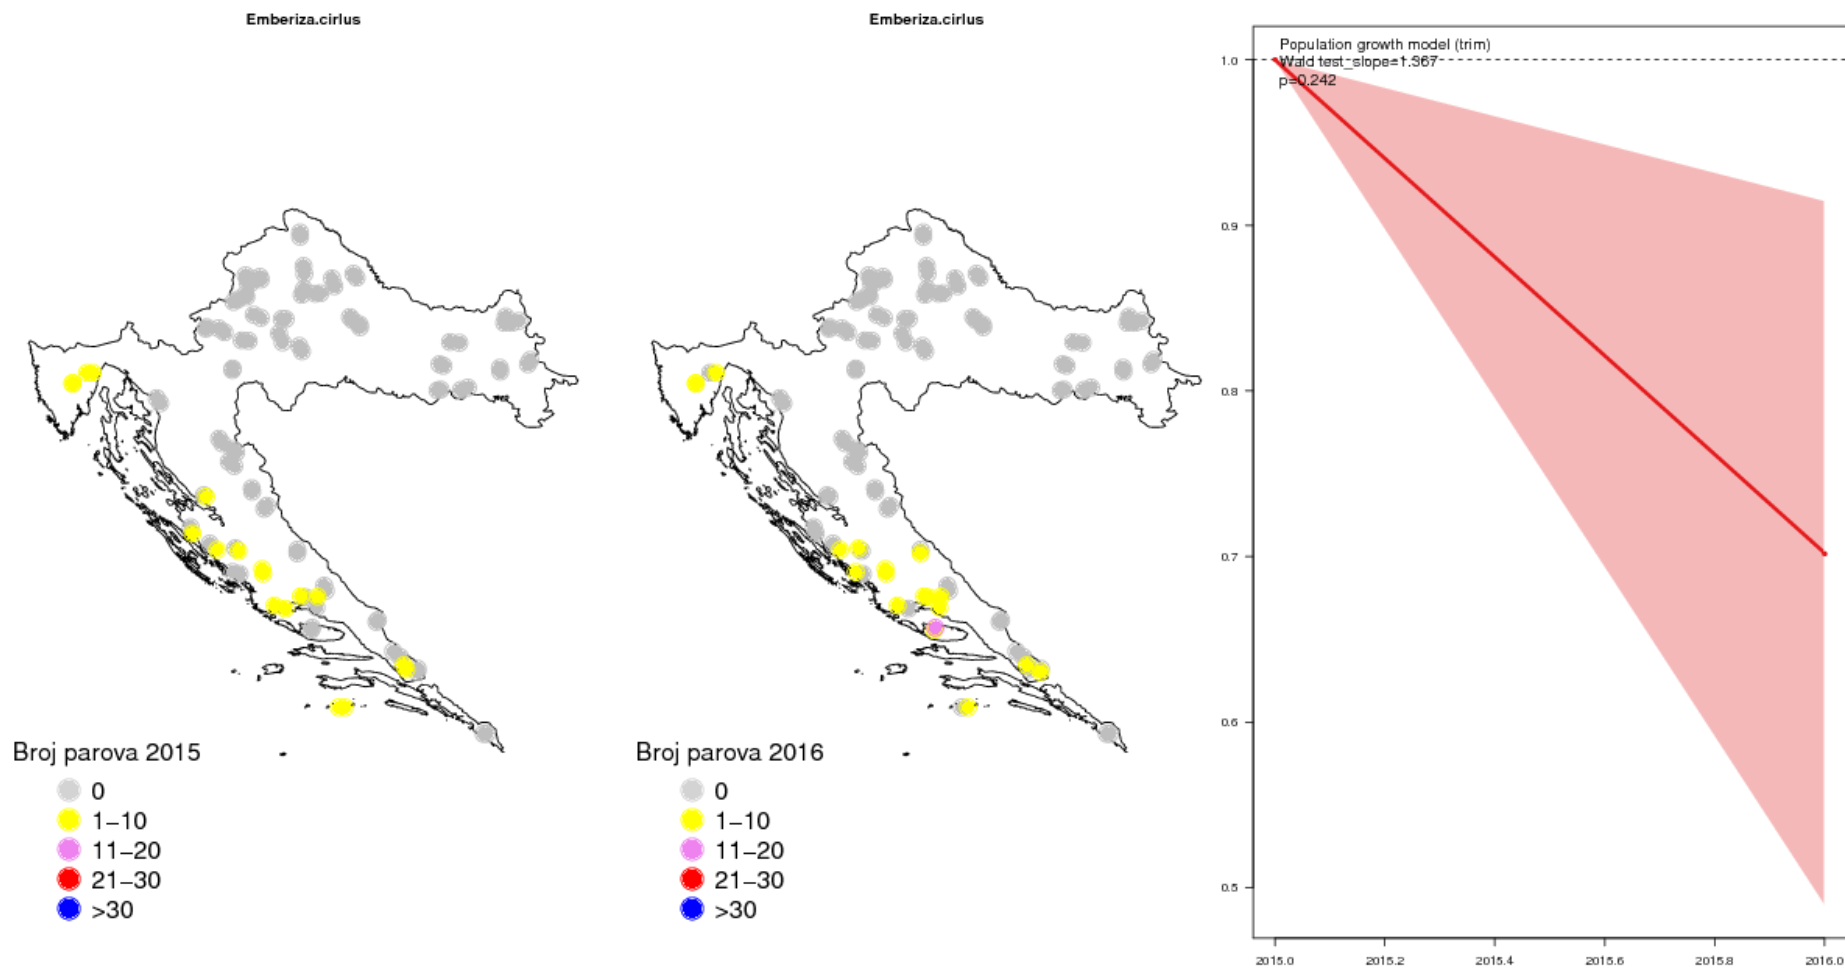 Emberiza.cirlus
Broj parova 2015
0
1–10
11–20
21–30
>30
Emberiza.cirlus
Broj parova 2016
0
1–10
11–20
21–30
>30
Population growth model (trim)
Wald test_slope=1.367
p=0.242
1.0
0.9
0.8
0.7
0.6
0.5
2015.0 2015.2 2015.4 2015.6 2015.8 2016.0